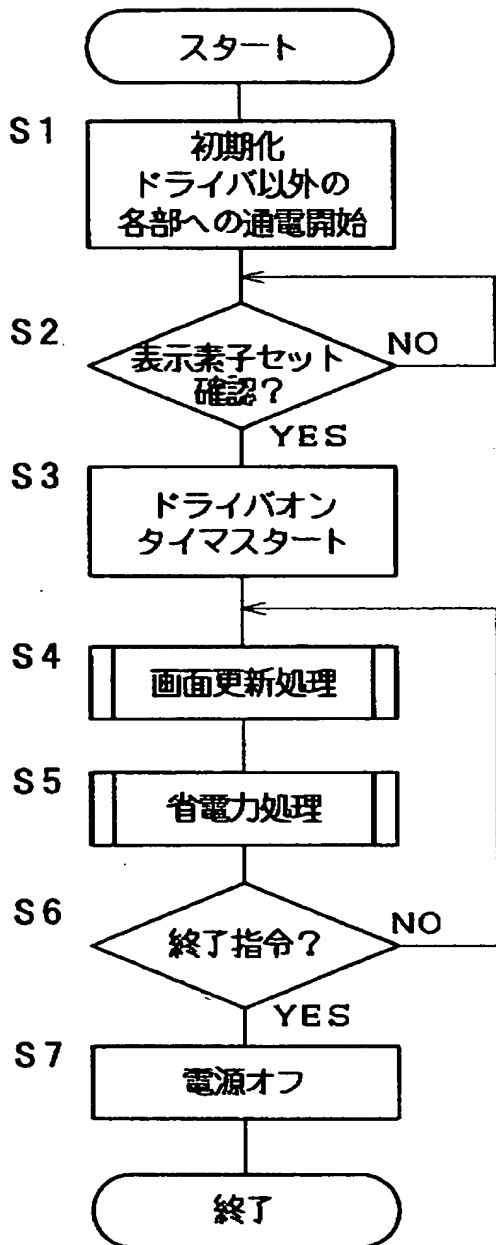 スタート
S1
初期化
ドライバ以外の
各部への通電開始
S2
表示素子セット
確認?
NO
YES
S3
ドライバオン
タイマスタート
S4
画面更新処理
S5
省電力処理
S6
終了指令?
NO
YES
S7
電源オフ
終了